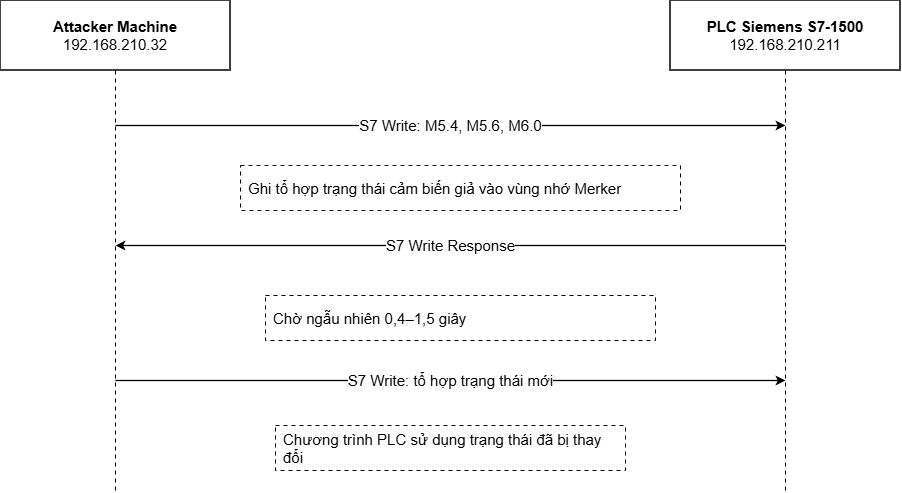 Attacker Machine
192.168.210.32
PLC Siemens S7-1500
192.168.210.211
S7 Write: M5.4, M5.6, M6.0
Ghi tổ hợp trạng thái cảm biến giả vào vùng nhớ Merker
S7 Write Response
Chờ ngẫu nhiên 0,4–1,5 giây
S7 Write: tổ hợp trạng thái mới
Chương trình PLC sử dụng trạng thái đã bị thay
đổi